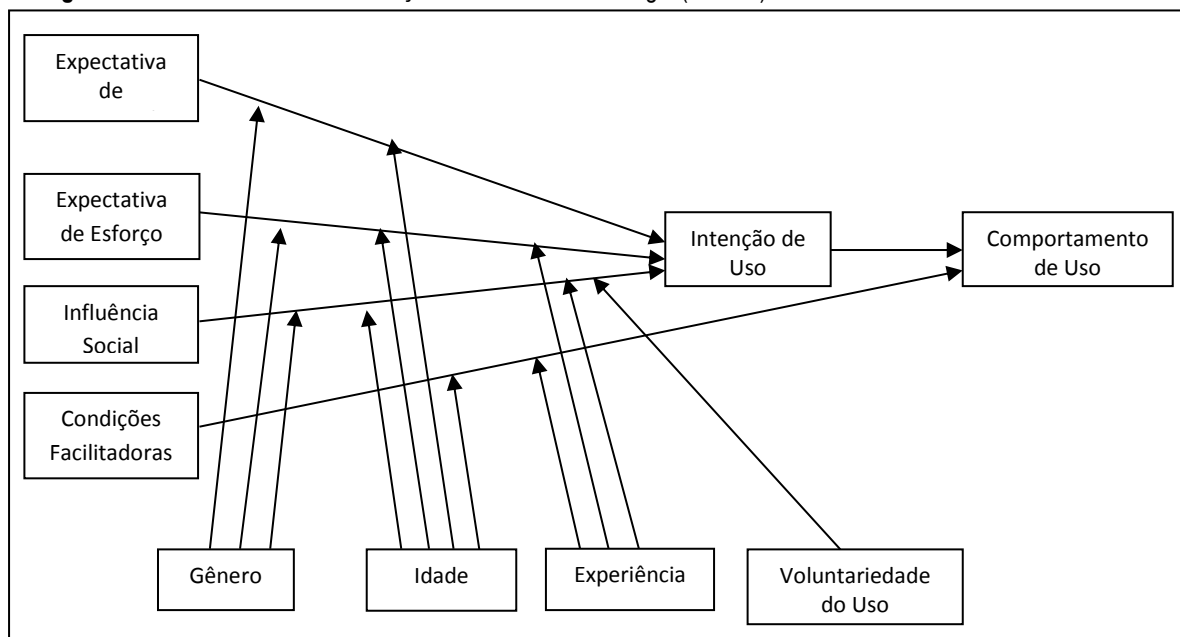 Expectativa
de
Expectativa
de Esforço
Influência
Social
Condições
Facilitadoras
Intenção de
Uso
Comportamento
de Uso
Gênero
Idade
Experiência
Voluntariedade
do Uso